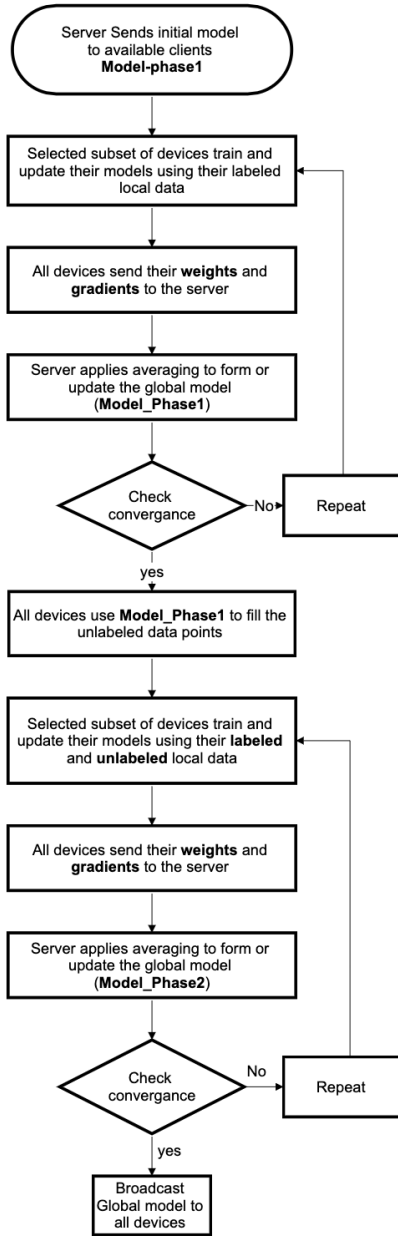 Server Sends initial model
to available clients
Model-phase1
Selected subset of devices train and
update their models using their labeled
local data
All devices send their weights and
gradients to the server
Server applies averaging to form or
update the global model
(Model_Phase1)
Check
convergance
No
Repeat
yes
All devices use Model_Phase1 to fill the
unlabeled data points
Selected subset of devices train and
update their models using their labeled
and unlabeled local data
All devices send their weights and
gradients to the server
Server applies averaging to form or
update the global model
(Model_Phase2)
Check
convergance
No
Repeat
yes
Broadcast
Global model to
all devices